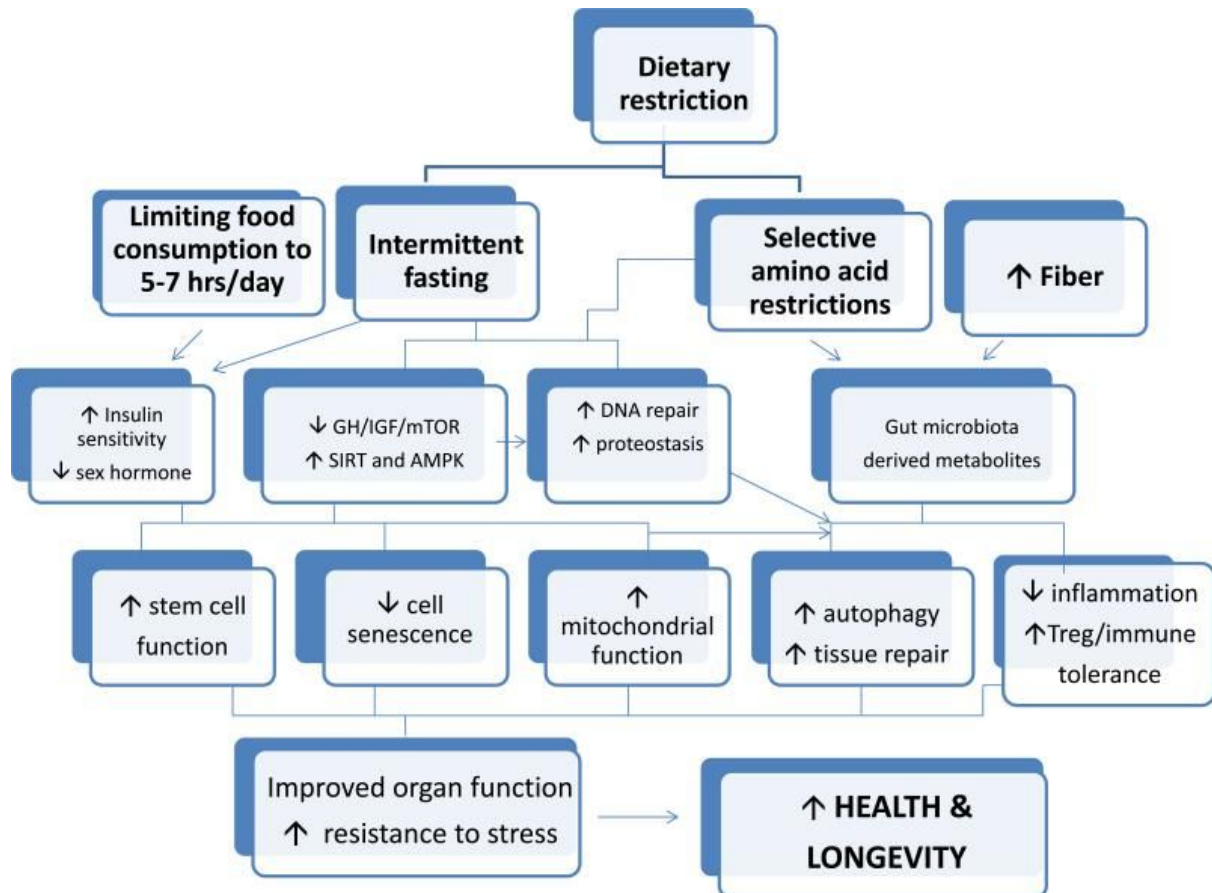 Dietary
restriction
Limiting food
consumption to
5-7 hrs/day
Intermittent
fasting
Selective
amino acid
restrictions
↑ Fiber
↑ Insulin
sensitivity
↓ sex hormone
↓ GH/IGF/mTOR
↑ SIRT and AMPK
↑ DNA repair
↑ proteostasis
Gut microbiota
derived metabolites
↑ stem cell
function
↓ cell
senescence
↑
mitochondrial
function
↑ autophagy
↑ tissue repair
↓ inflammation
↑Treg/immune
tolerance
Improved organ function
↑ resistance to stress
↑ HEALTH &
LONGEVITY